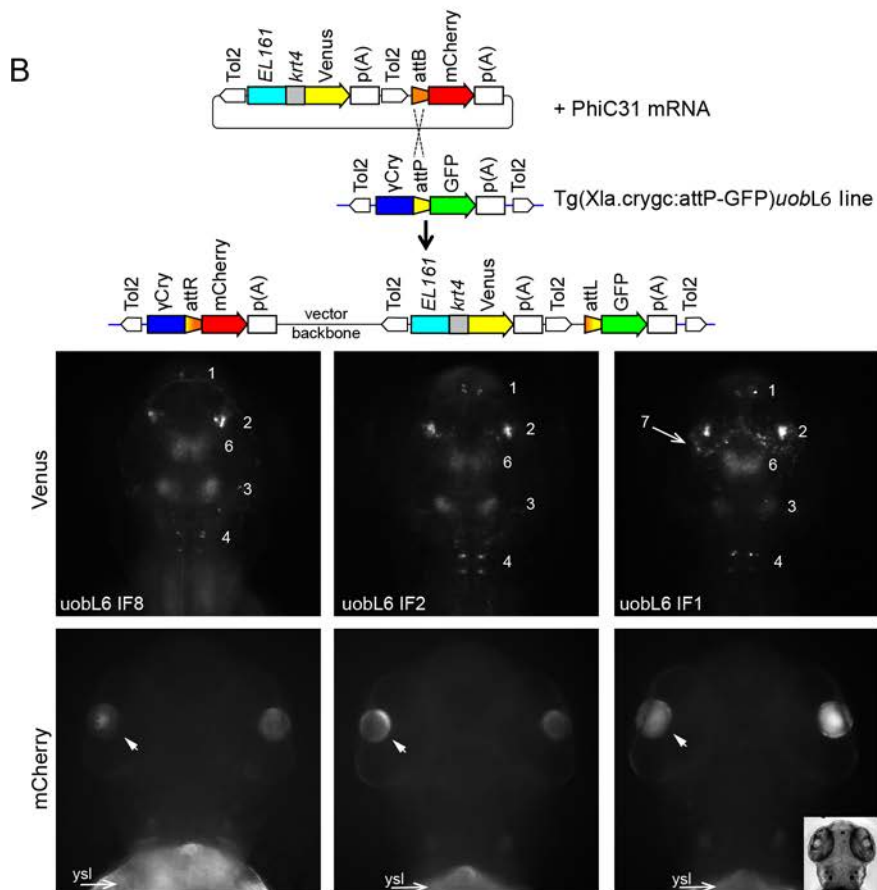 B
Tol2 EL161 krt4 Venus p(A) Tol2 attB mCherry p(A)
+ PhiC31 mRNA
Tol2 γCry attP GFP p(A) Tol2
Tg(Xla.crygc:attP-GFP)uobL6 line
Tol2 γCry attR mCherry p(A) vector backbone Tol2 EL161 krt4 Venus p(A) Tol2 attL GFP p(A) Tol2
Venus
1
2
6
3
4
uobL6 IF8
1
2
6
3
4
uobL6 IF2
1
7
2
6
3
4
uobL6 IF1
mCherry
ysl
ysl
ysl